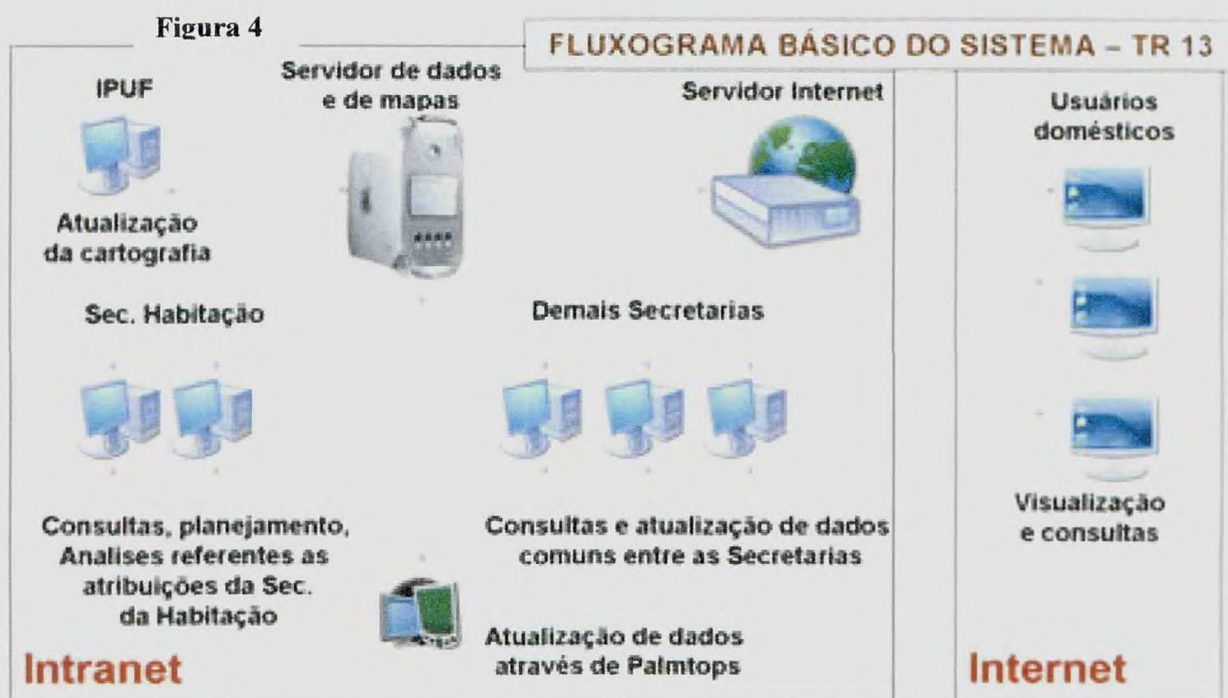 Figura 4
FLUXOGRAMA BÁSICO DO SISTEMA – TR 13
IPUF
Servidor de dados
e de mapas
Servidor Internet
Usuários
domésticos
Atualização
da cartografia
Sec. Habitação
Demais Secretarias
Consultas, planejamento,
Analises referentes as
atribuições da Sec.
da Habitação
Consultas e atualização de dados
comuns entre as Secretarias
Visualização
e consultas
Atualização de dados
através de Palmtops
Intranet
Internet